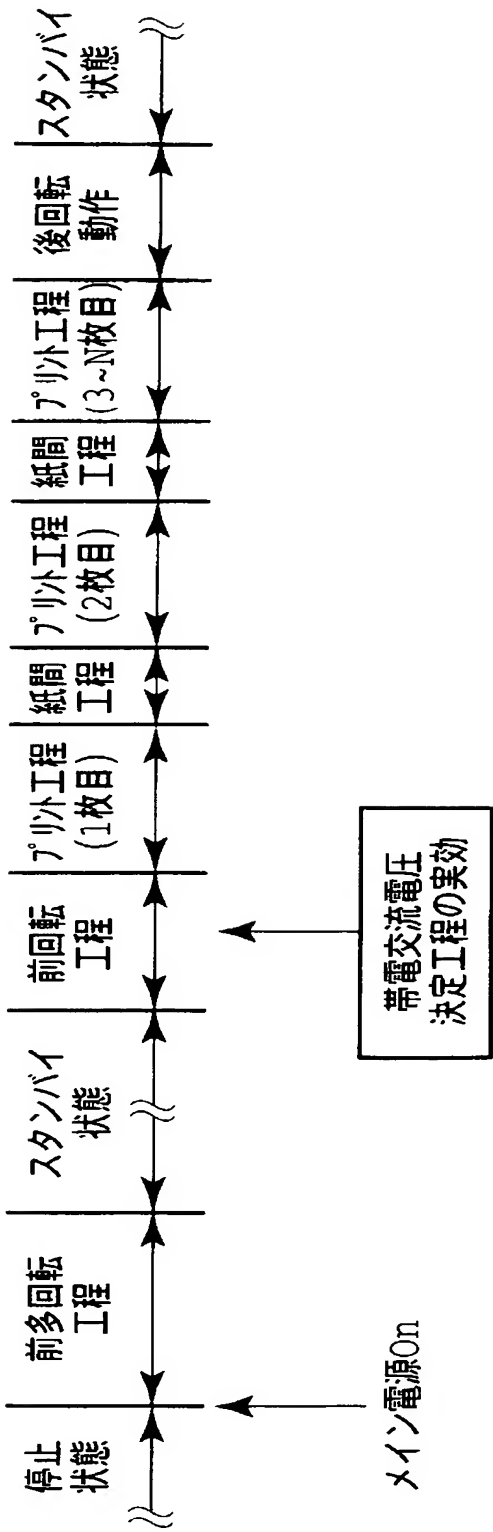 停止
状態
前多回転
工程
スタンバイ
状態
前回転
工程
プリント工程
(1枚目)
紙間
工程
プリント工程
(2枚目)
紙間
工程
プリント工程
(3~N枚目)
後回転
動作
スタンバイ
状態
メイン電源On
帯電交流電圧
決定工程の実効